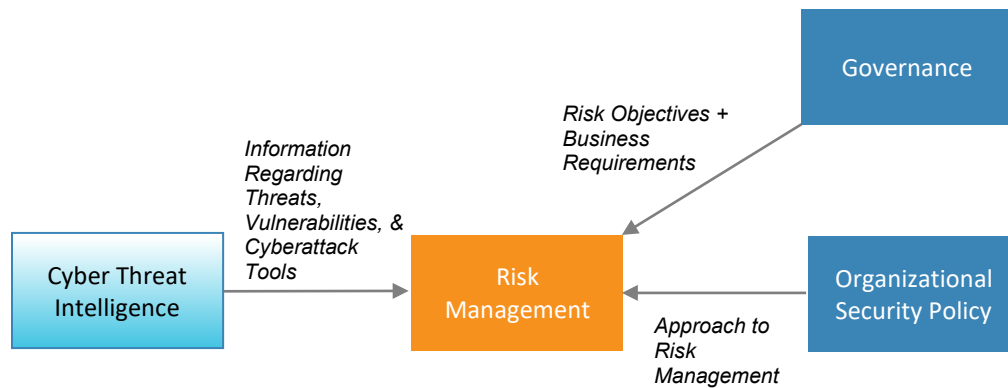 Governance
Risk Objectives +
Business
Requirements
Information
Regarding
Threats,
Vulnerabilities, &
Cyberattack
Tools
Cyber Threat
Intelligence
Risk
Management
Organizational
Security Policy
Approach to
Risk
Management